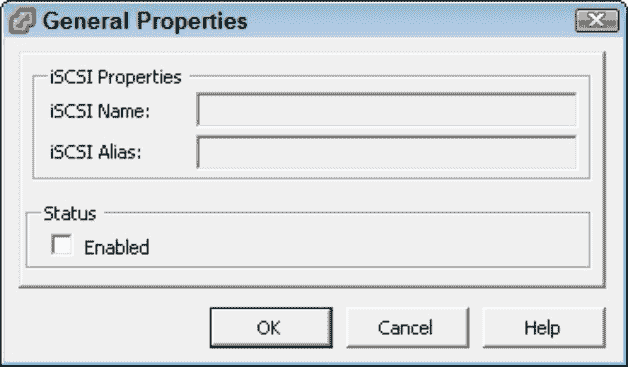 General Properties
iSCSI Properties
iSCSI Name:
iSCSI Alias:
Status
Enabled
OK Cancel Help